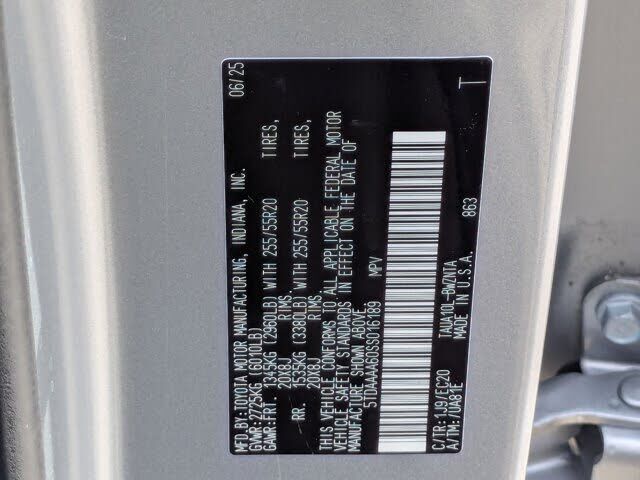 MFD.BY:TOYOTA MOTOR MANUFACTURING, INDIANA, INC. 06/25
GVWR:2725KG (6010LB)
GAWR:FRT 1345KG (2960LB) WITH 255/55R20 TIRES,
20X8J RIMS,
RR. 1535KG (3380LB) WITH 255/55R20 TIRES,
20X8J RIMS
THIS VEHICLE CONFORMS TO ALL APPLICABLE FEDERAL MOTOR
VEHICLE SAFETY STANDARDS IN EFFECT ON THE DATE OF
MANUFACTURE SHOWN ABOVE.
5TDAAAA60SS016189 MPV
C/TR:1J9/EC20 TAUA10L-BWZNTA T
A/TM:/UA81E MADE IN U.S.A. 863